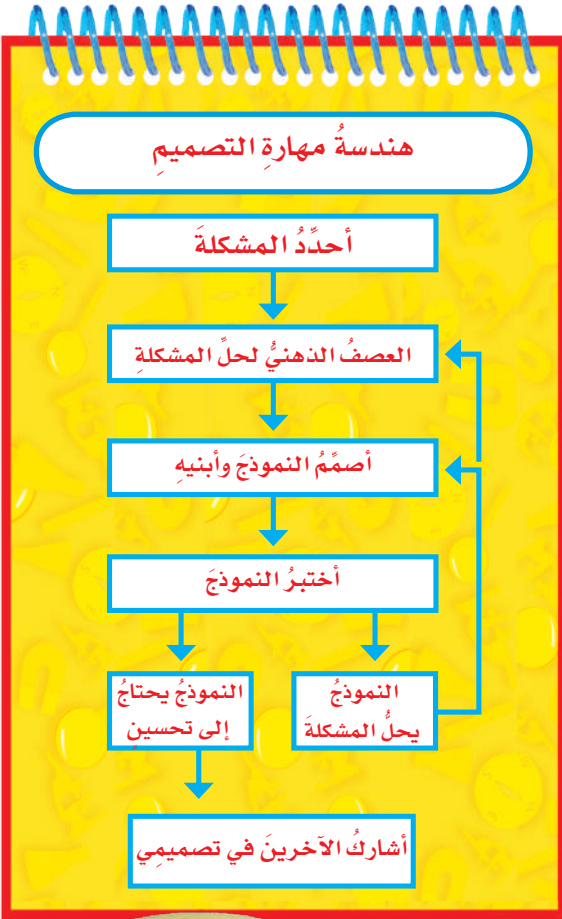 هندسةُ مهارةِ التصميمِ
أحدِّدُ المشكلةَ
العصفُ الذهنيُّ لحلِّ المشكلةِ
أصمِّمُ النموذجَ وأبنيهِ
أختبرُ النموذجَ
النموذجُ
يحلُّ المشكلةَ
النموذجُ يحتاجُ
إلى تحسينٍ
أشاركُ الآخرينَ في تصميمِي